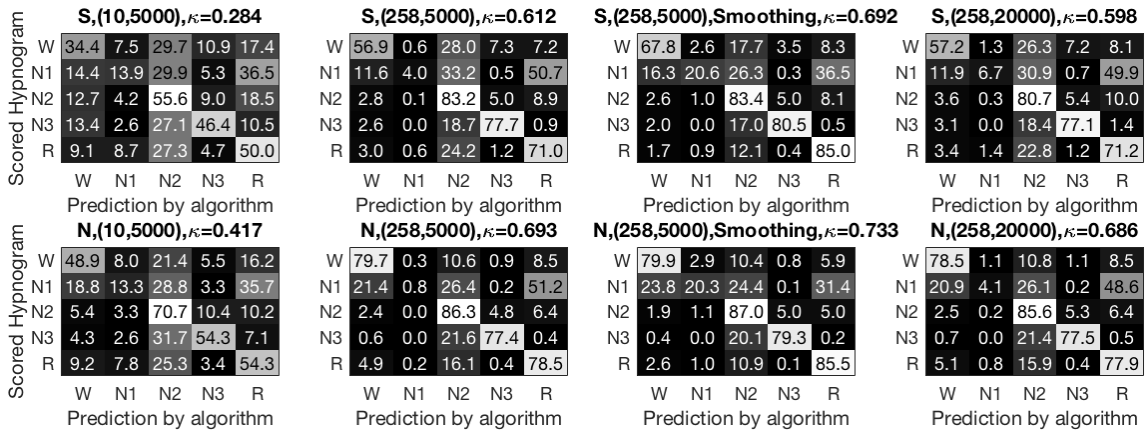 S,(10,5000),κ=0.284 S,(258,5000),κ=0.612 S,(258,5000),Smoothing,κ=0.692 S,(258,20000),κ=0.598
Scored Hypnogram
W 34.4 7.5 29.7 10.9 17.4 56.9 0.6 28.0 7.3 7.2 W 67.8 2.6 17.7 3.5 8.3 W 57.2 1.3 26.3 7.2 8.1
N1 14.4 13.9 29.9 5.3 36.5 N1 11.6 4.0 33.2 0.5 50.7 N1 16.3 20.6 26.3 0.3 36.5 N1 11.9 6.7 30.9 0.7 49.9
N2 12.7 4.2 55.6 9.0 18.5 N2 2.8 0.1 83.2 5.0 8.9 N2 2.6 1.0 83.4 5.0 8.1 N2 3.6 0.3 80.7 5.4 10.0
N3 13.4 2.6 27.1 46.4 10.5 N3 2.6 0.0 18.7 77.7 0.9 N3 2.0 0.0 17.0 80.5 0.5 N3 3.1 0.0 18.4 77.1 1.4
R 9.1 8.7 27.3 4.7 50.0 R 3.0 0.6 24.2 1.2 71.0 R 1.7 0.9 12.1 0.4 85.0 R 3.4 1.4 22.8 1.2 71.2
W N1 N2 N3 R W N1 N2 N3 R W N1 N2 N3 R W N1 N2 N3 R
Prediction by algorithm Prediction by algorithm Prediction by algorithm Prediction by algorithm
N,(10,5000),κ=0.417 N,(258,5000),κ=0.693 N,(258,5000),Smoothing,κ=0.733 N,(258,20000),κ=0.686
Scored Hypnogram
W 48.9 8.0 21.4 5.5 16.2 W 79.7 0.3 10.6 0.9 8.5 W 79.9 2.9 10.4 0.8 5.9 W 78.5 1.1 10.8 1.1 8.5
N1 18.8 13.3 28.8 3.3 35.7 N1 21.4 0.8 26.4 0.2 51.2 N1 23.8 20.3 24.4 0.1 31.4 N1 20.9 4.1 26.1 0.2 48.6
N2 5.4 3.3 70.7 10.4 10.2 N2 2.4 0.0 86.3 4.8 6.4 N2 1.9 1.1 87.0 5.0 5.0 N2 2.5 0.2 85.6 5.3 6.4
N3 4.3 2.6 31.7 54.3 7.1 N3 0.6 0.0 21.6 77.4 0.4 N3 0.4 0.0 20.1 79.3 0.2 N3 0.7 0.0 21.4 77.5 0.5
R 9.2 7.8 25.3 3.4 54.3 R 4.9 0.2 16.1 0.4 78.5 R 2.6 1.0 10.9 0.1 85.5 R 5.1 0.8 15.9 0.4 77.9
W N1 N2 N3 R W N1 N2 N3 R W N1 N2 N3 R W N1 N2 N3 R
Prediction by algorithm Prediction by algorithm Prediction by algorithm Prediction by algorithm